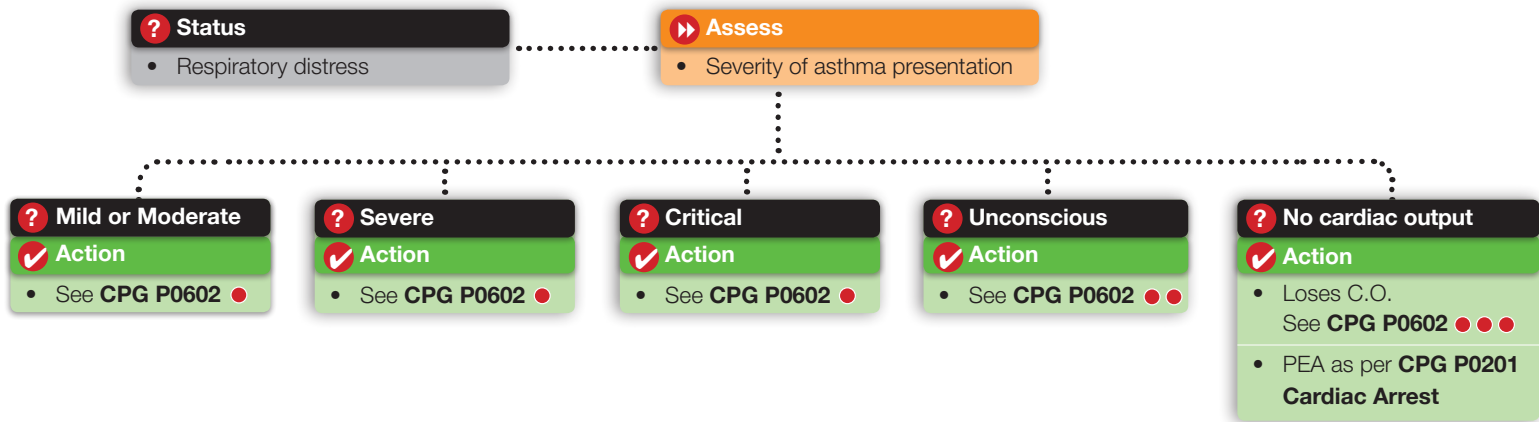 ? Status
• Respiratory distress
Assess
• Severity of asthma presentation
? Mild or Moderate
Action
• See CPG P0602 ●
? Severe
Action
• See CPG P0602 ●
? Critical
Action
• See CPG P0602 ●
? Unconscious
Action
• See CPG P0602 ● ●
? No cardiac output
Action
• Loses C.O.
See CPG P0602 ● ● ●
• PEA as per CPG P0201
Cardiac Arrest